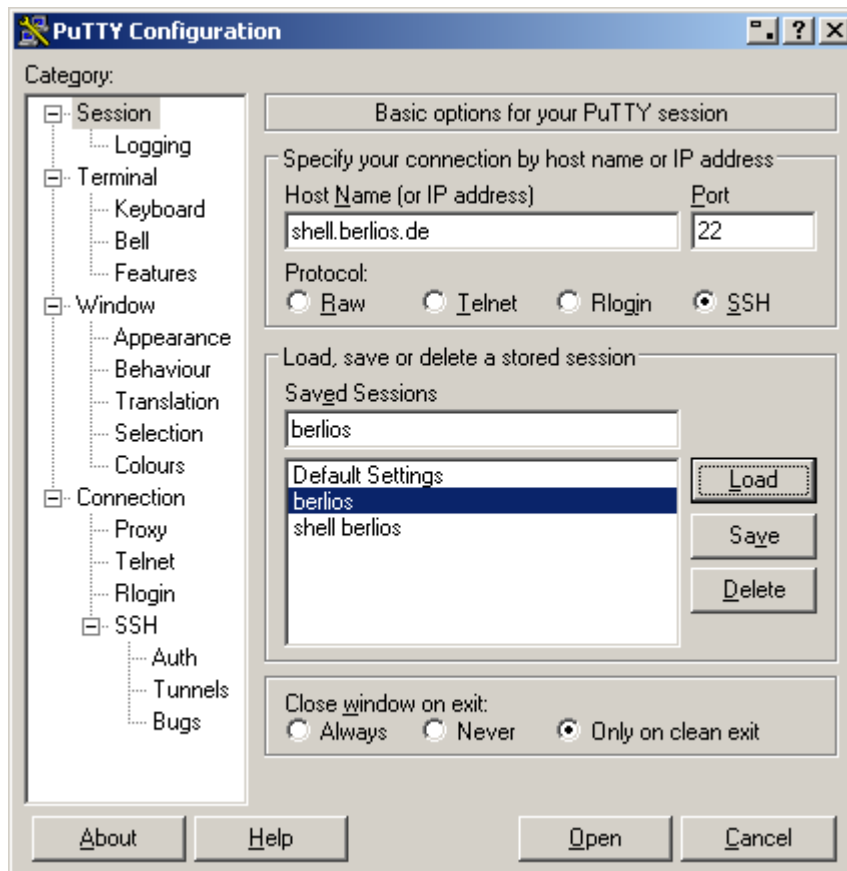 PuTTY Configuration
Category:
Session
Logging
Terminal
Keyboard
Bell
Features
Window
Appearance
Behaviour
Translation
Selection
Colours
Connection
Proxy
Telnet
Rlogin
SSH
Auth
Tunnels
Bugs
Basic options for your PuTTY session
Specify your connection by host name or IP address
Host Name (or IP address) Port
shell.berlios.de 22
Protocol:
Raw Telnet Rlogin SSH
Load, save or delete a stored session
Saved Sessions
berlios
Default Settings
berlios
shell berlios
Load
Save
Delete
Close window on exit:
Always Never Only on clean exit
About Help Open Cancel